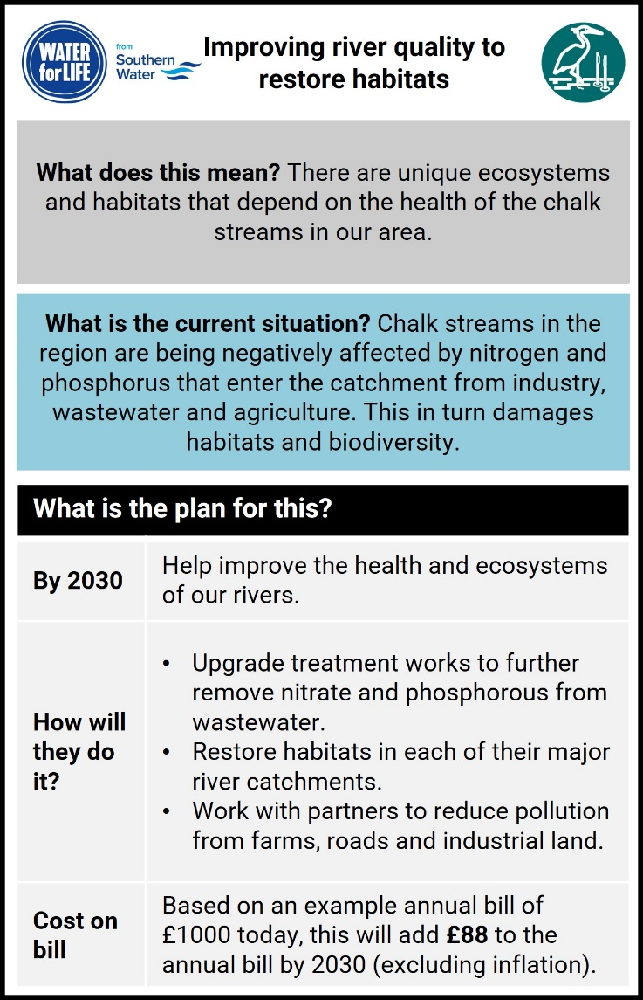 WATER
for LIFE
from
Southern
Water
Improving river quality to
restore habitats
What does this mean? There are unique ecosystems
and habitats that depend on the health of the chalk
streams in our area.
What is the current situation? Chalk streams in the
region are being negatively affected by nitrogen and
phosphorus that enter the catchment from industry,
wastewater and agriculture. This in turn damages
habitats and biodiversity.
What is the plan for this?
By 2030
Help improve the health and ecosystems
of our rivers.
How will
they do
it?
• Upgrade treatment works to further
remove nitrate and phosphorous from
wastewater.
• Restore habitats in each of their major
river catchments.
• Work with partners to reduce pollution
from farms, roads and industrial land.
Cost on
bill
Based on an example annual bill of
£1000 today, this will add £88 to the
annual bill by 2030 (excluding inflation).